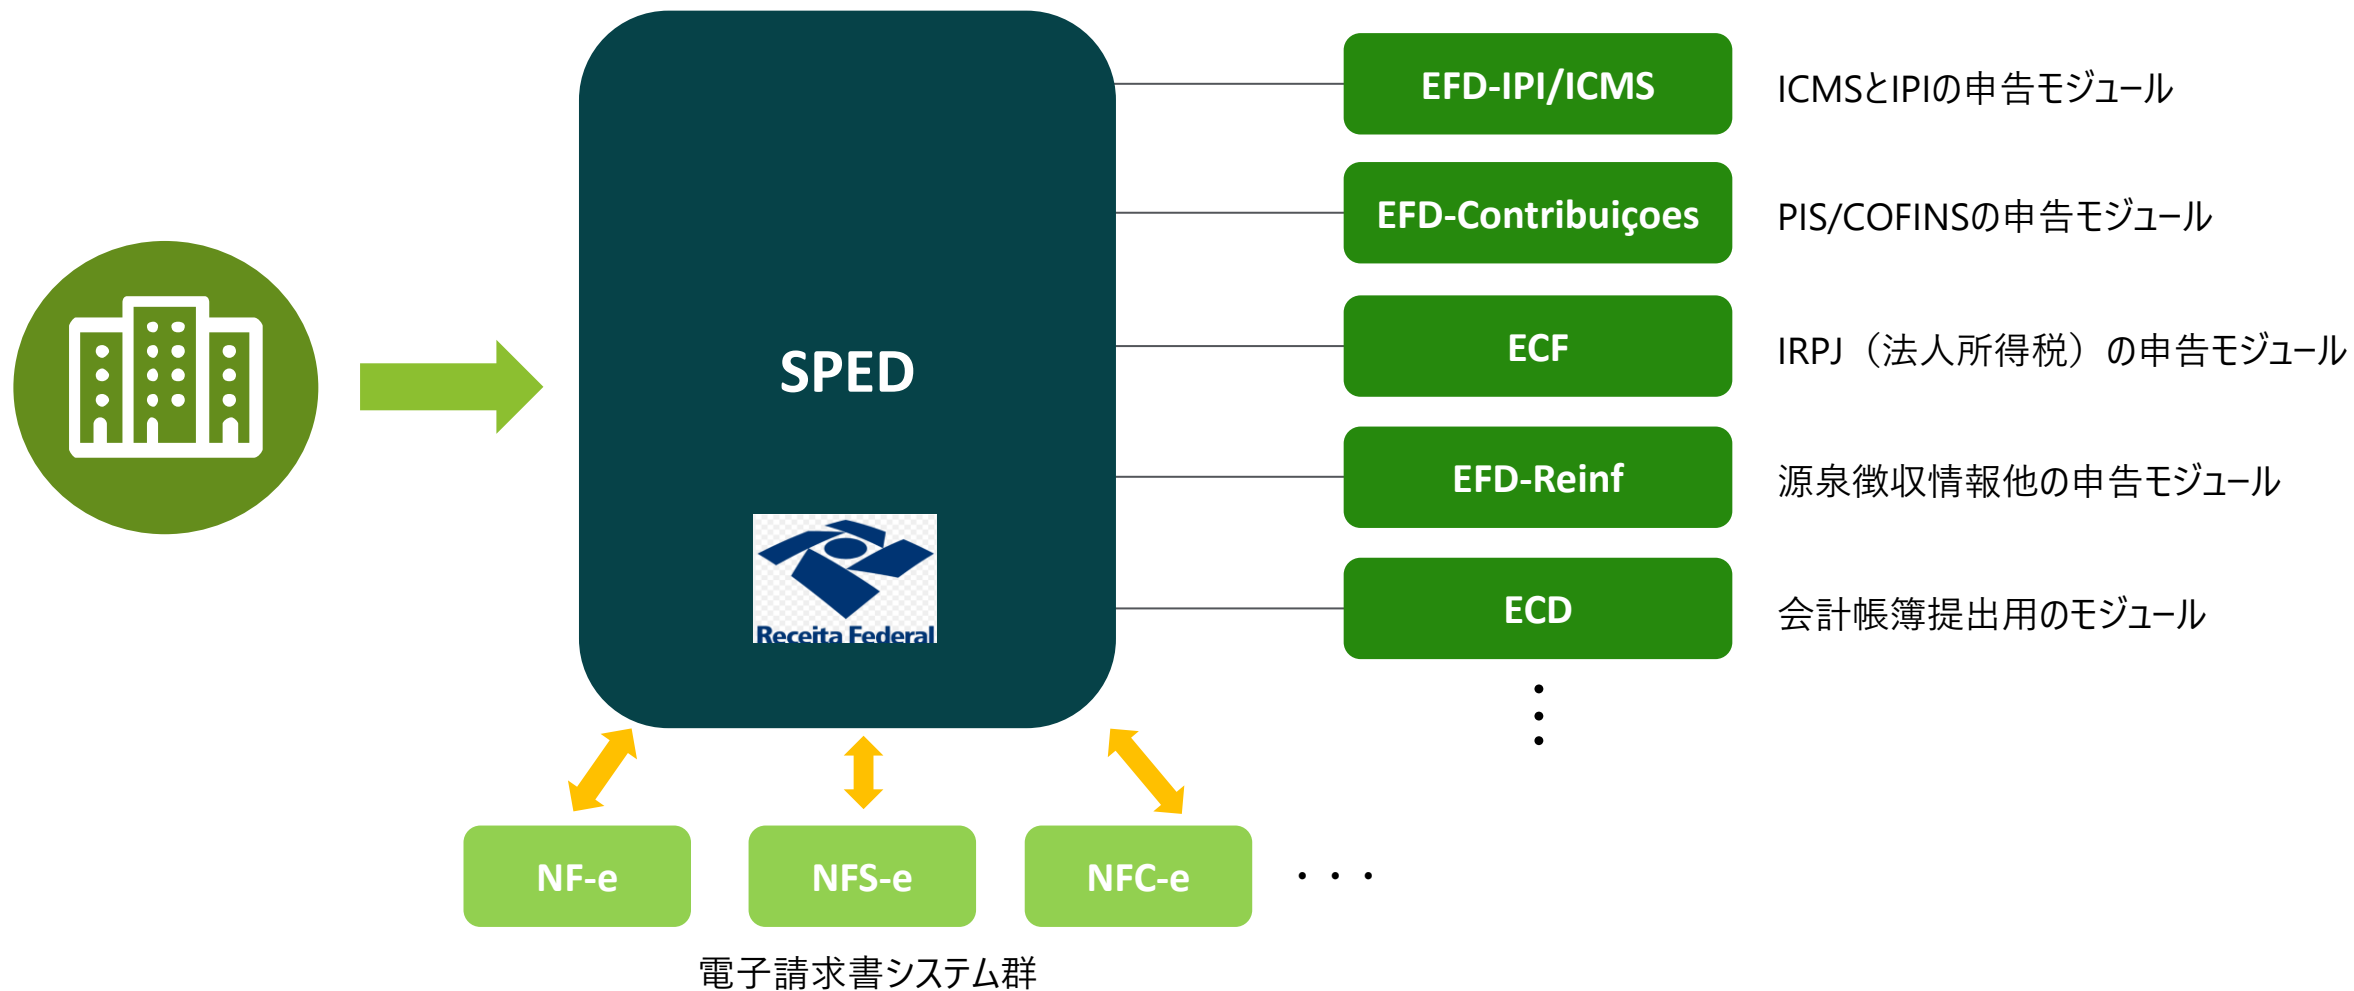 EFD-IPI/ICMS
ICMSとIPIの申告モジュール
EFD-Contribuiçoes
PIS/COFINSの申告モジュール
SPED
ECF
IRPJ（法人所得税）の申告モジュール
EFD-Reinf
源泉徴収情報他の申告モジュール
Receita Federal
ECD
会計帳簿提出用のモジュール
NF-e
NFS-e
NFC-e
・・・
電子請求書システム群